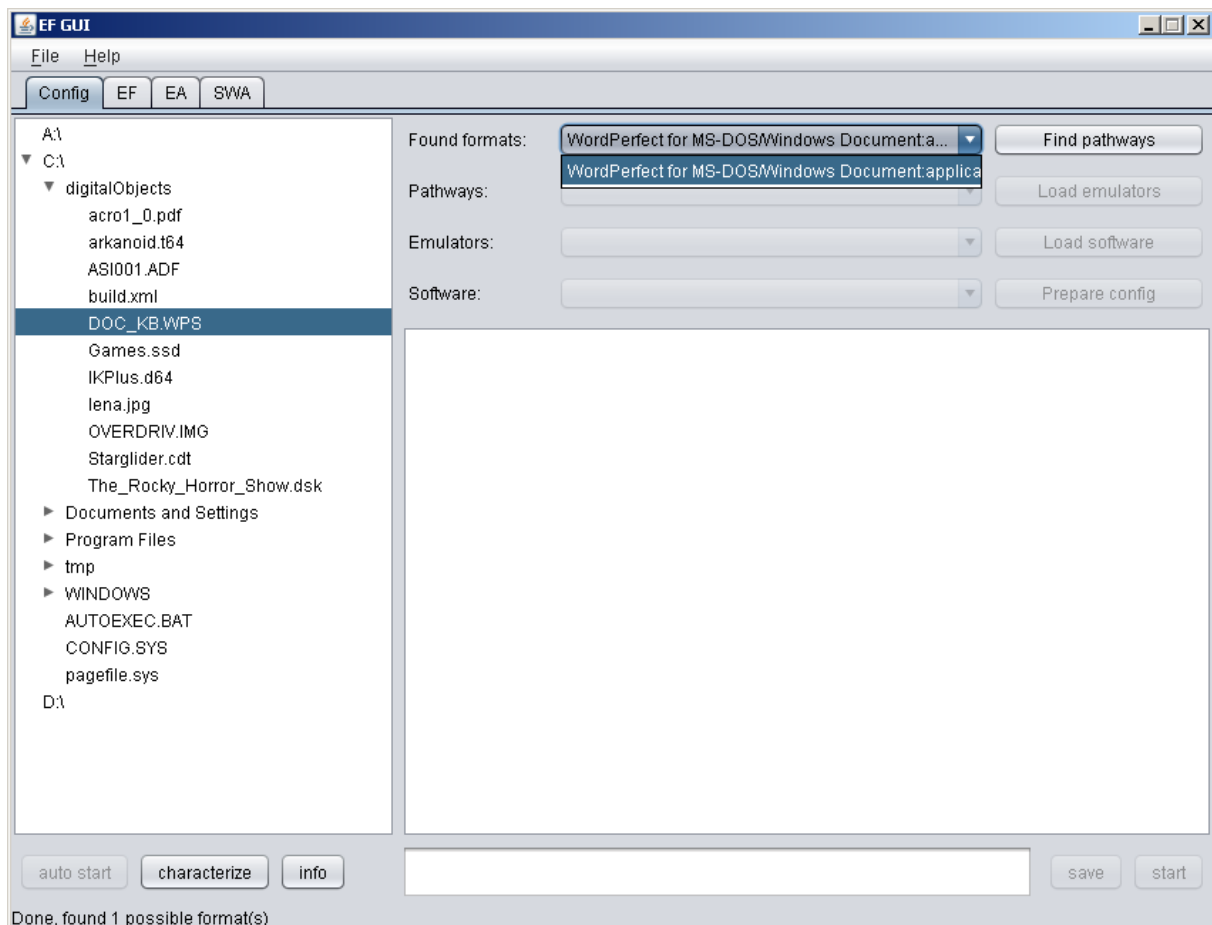 EF GUI
File Help
Config EF EA SWA
A:\
C:\
digitalObjects
acro1_0.pdf
arkanoid.t64
ASI001.ADF
build.xml
DOC_KB.WPS
Games.ssd
IKPlus.d64
lena.jpg
OVERDRIV.IMG
Starglider.cdt
The_Rocky_Horror_Show.dsk
Documents and Settings
Program Files
tmp
WINDOWS
AUTOEXEC.BAT
CONFIG.SYS
pagefile.sys
D:\
Found formats: WordPerfect for MS-DOS/Windows Document:a... Find pathways
WordPerfect for MS-DOS/Windows Document:applica
Pathways: Load emulators
Emulators: Load software
Software: Prepare config
auto start characterize info save start
Done, found 1 possible format(s)